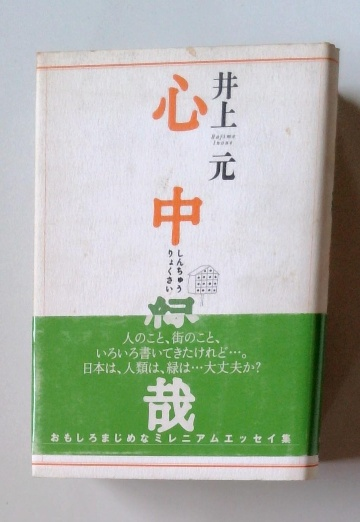 井上元
Hajime
Inoue
心中緑哉
しんちゅう
りょくさい
人のこと、街のこと、
いろいろ書いてきたけれど…。
日本は、人類は、緑は…大丈夫か?
おもしろまじめなミレニアムエッセイ集